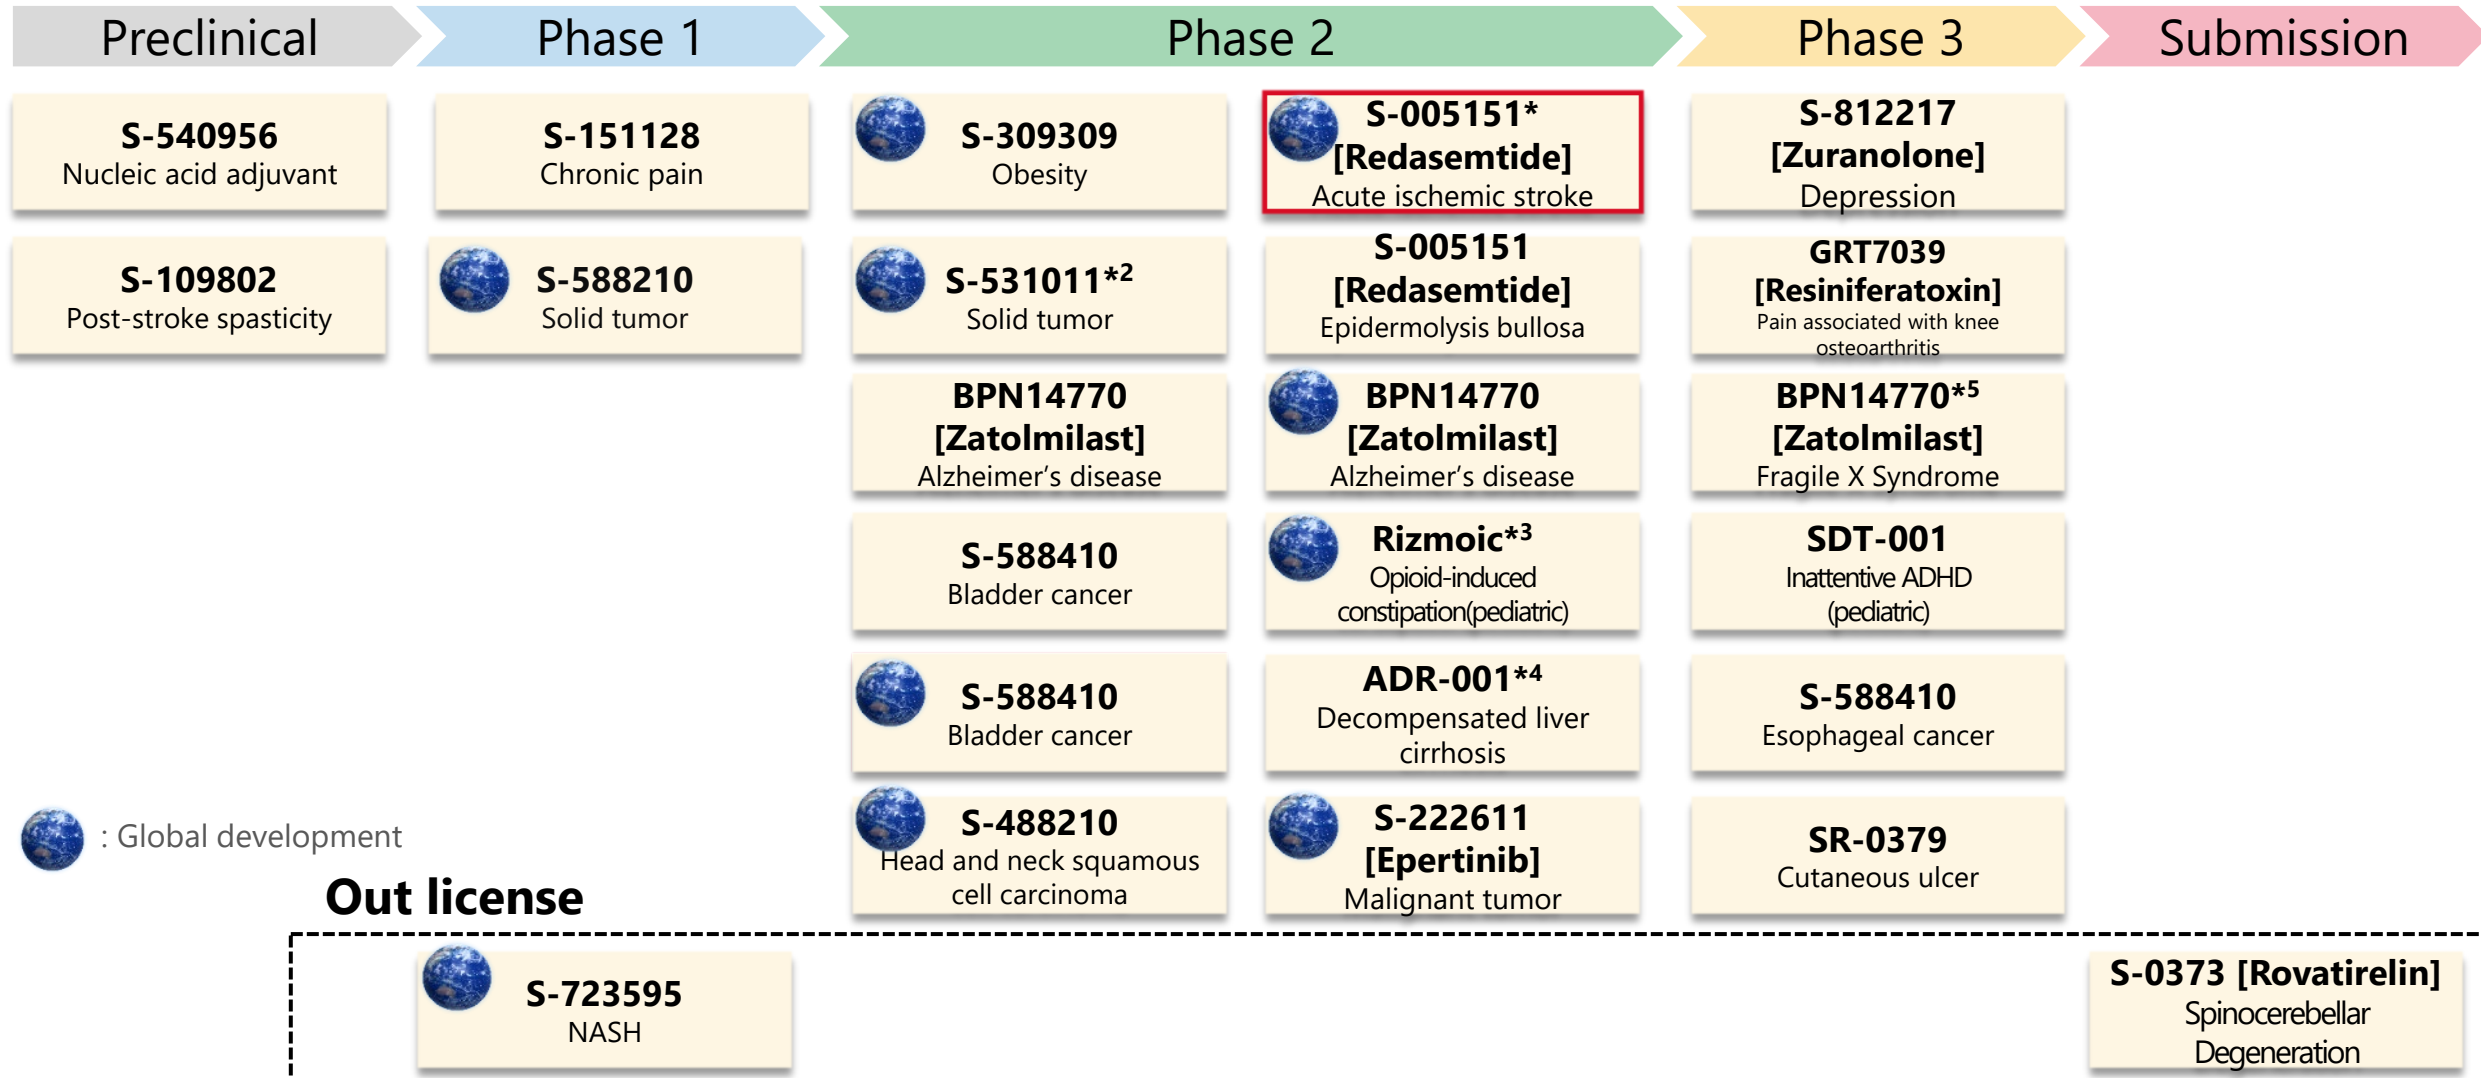 Preclinical
Phase 1
Phase 2
Phase 3
Submission
S-540956
Nucleic acid adjuvant
S-109802
Post-stroke spasticity
S-151128
Chronic pain
S-588210
Solid tumor
S-309309
Obesity
S-531011*2
Solid tumor
BPN14770
[Zatolmilast]
Alzheimer’s disease
S-588410
Bladder cancer
S-588410
Bladder cancer
S-488210
Head and neck squamous
cell carcinoma
S-005151*
[Redasemtide]
Acute ischemic stroke
S-005151
[Redasemtide]
Epidermolysis bullosa
BPN14770
[Zatolmilast]
Alzheimer’s disease
Rizmoic*3
Opioid-induced
constipation(pediatric)
ADR-001*4
Decompensated liver
cirrhosis
S-222611
[Epertinib]
Malignant tumor
S-812217
[Zuranolone]
Depression
GRT7039
[Resiniferatoxin]
Pain associated with knee
osteoarthritis
BPN14770*5
[Zatolmilast]
Fragile X Syndrome
SDT-001
Inattentive ADHD
(pediatric)
S-588410
Esophageal cancer
SR-0379
Cutaneous ulcer
: Global development
Out license
S-723595
NASH
S-0373 [Rovatirelin]
Spinocerebellar
Degeneration